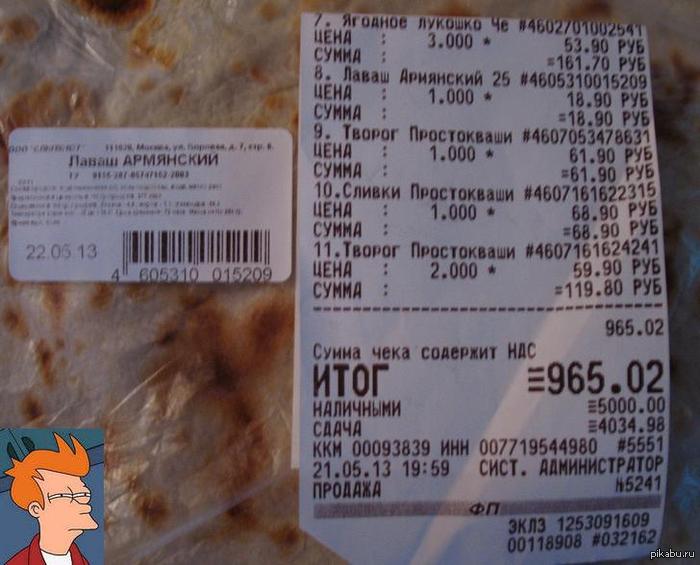 Лаваш АРМЯНСКИЙ
22.05.13
4 605310 015209
7. Ягодное лукошко Че #4602701002541
ЦЕНА : 3.000 * 53.90 РУБ
СУММА : =161.70 РУБ
8. Лаваш Армянский 25 #4605310015209
ЦЕНА : 1.000 * 18.90 РУБ
СУММА : =18.90 РУБ
9. Творог Простокваши #4607053478631
ЦЕНА : 1.000 * 61.90 РУБ
СУММА : =61.90 РУБ
10.Сливки Простокваши #4607161622315
ЦЕНА : 1.000 * 68.90 РУБ
СУММА : =68.90 РУБ
11.Творог Простокваши #4607161624241
ЦЕНА : 2.000 * 59.90 РУБ
СУММА : =119.80 РУБ
965.02
Сумма чека содержит НДС
ИТОГ ≡965.02
НАЛИЧНЫМИ ≡5000.00
СДАЧА ≡4034.98
ККМ 00093839 ИНН 007719544980 #5551
21.05.13 19:59 СИСТ. АДМИНИСТРАТОР
ПРОДАЖА №5241
ФП
ЭКЛЗ 1253091609
00118908 #032162
pikabu.ru